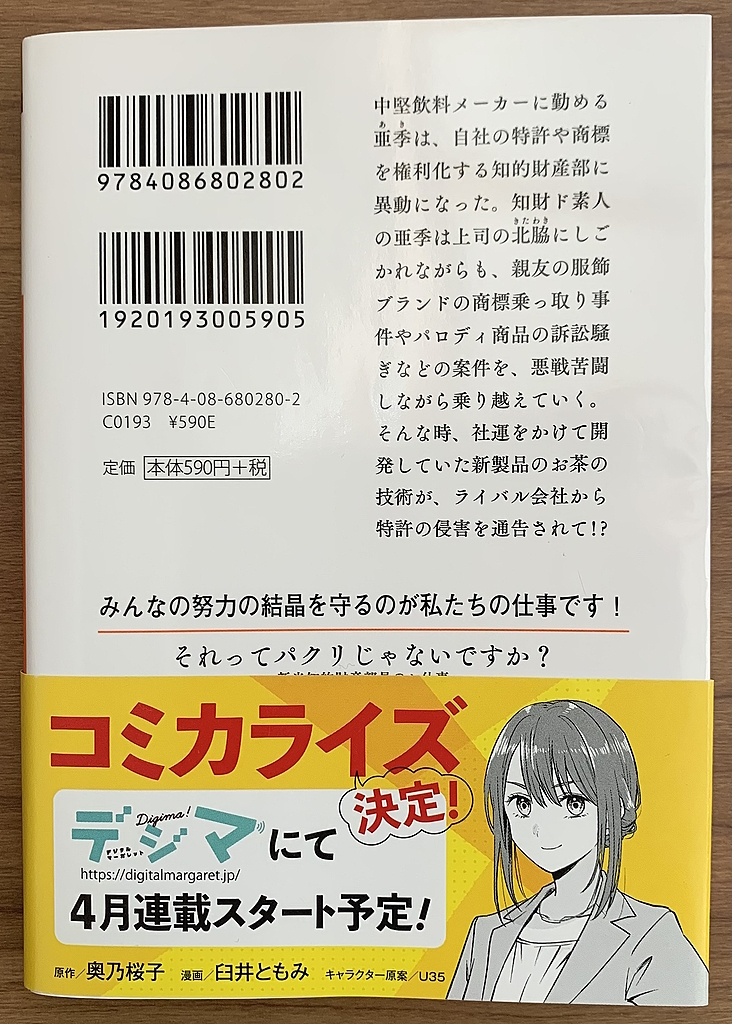 9784086802802
1920193005905
ISBN 978-4-08-680280-2
C0193 ¥590E
定価 本体590円+税
中堅飲料メーカーに勤める
亜季は、自社の特許や商標
を権利化する知的財産部に
異動になった。知財ド素人
の亜季は上司の北脇にしご
かれながらも、親友の服飾
ブランドの商標乗っ取り事
件やパロディ商品の訴訟騒
ぎなどの案件を、悪戦苦闘
しながら乗り越えていく。
そんな時、社運をかけて開
発していた新製品のお茶の
技術が、ライバル会社から
特許の侵害を通告されて!?
みんなの努力の結晶を守るのが私たちの仕事です!
それってパクリじゃないですか?
コミカライズ
決定!
Digima!
デジマ にて
デジタル
マーガレット
https://digitalmargaret.jp/
4月連載スタート予定!
原作/奥乃桜子 漫画/臼井ともみ キャラクター原案/U35